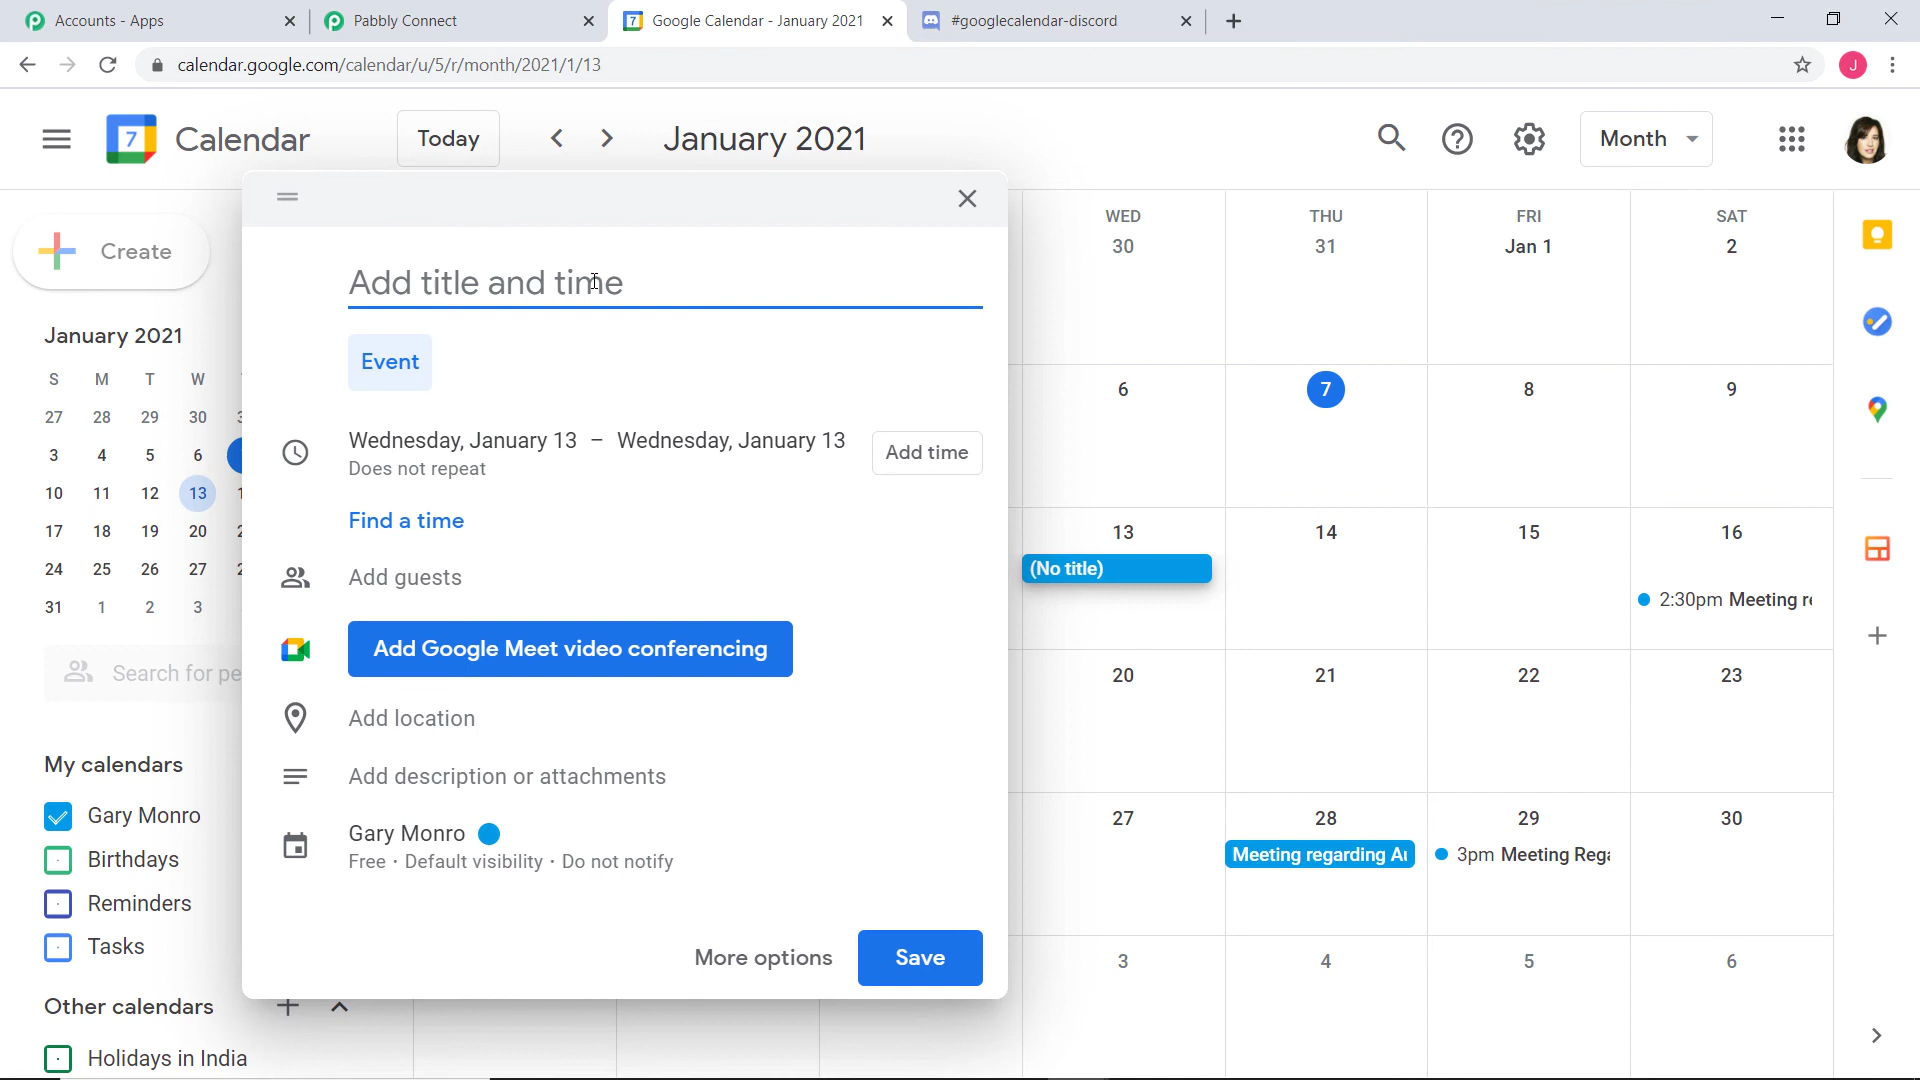 Accounts - Apps
Pabbly Connect
Google Calendar - January 2021
#googlecalendar-discord
calendar.google.com/calendar/u/5/r/month/2021/1/13
J
7 Calendar
Today
January 2021
Month
Create
January 2021
S M T W
27 28 29 30
3 4 5 6
10 11 12 13
17 18 19 20
24 25 26 27
31 1 2 3
Search for pe
My calendars
Gary Monro
Birthdays
Reminders
Tasks
Other calendars
Holidays in India
Add title and time
Event
Wednesday, January 13 – Wednesday, January 13
Does not repeat
Add time
Find a time
Add guests
Add Google Meet video conferencing
Add location
Add description or attachments
Gary Monro
Free · Default visibility · Do not notify
More options
Save
WED THU FRI SAT
30 31 Jan 1 2
6 7 8 9
13 14 15 16
(No title)
2:30pm Meeting re
20 21 22 23
27 28 29 30
Meeting regarding Au
3pm Meeting Rega
3 4 5 6